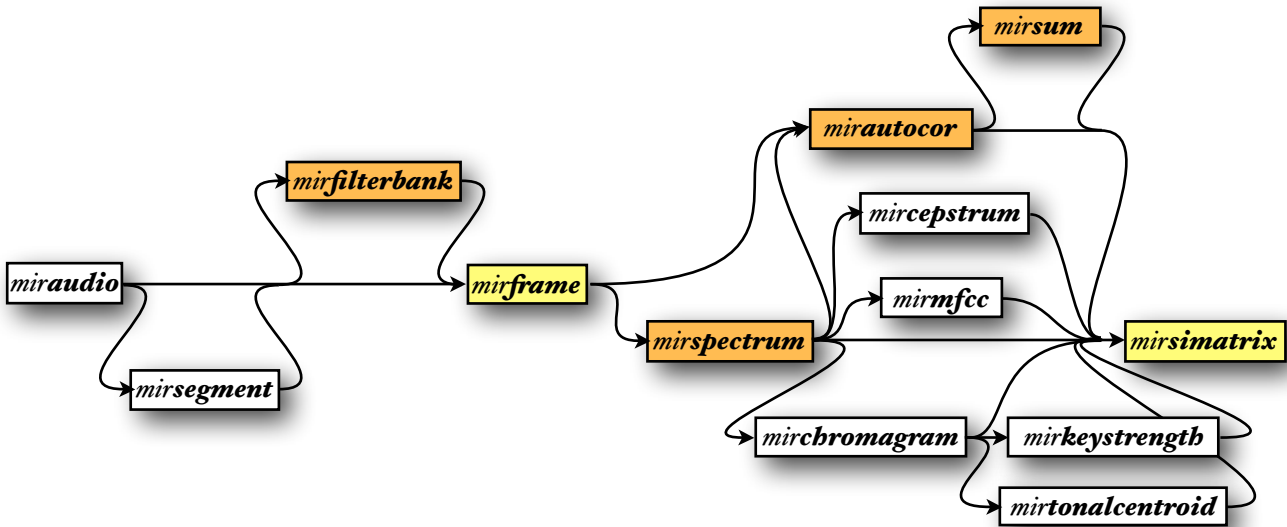 mirsum
mirautocor
mirfilterbank
mircepstrum
miraudio
mirframe
mirmfcc
mirspectrum
mirsimatrix
mirsegment
mirchromagram
mirkeystrength
mirtonalcentroid